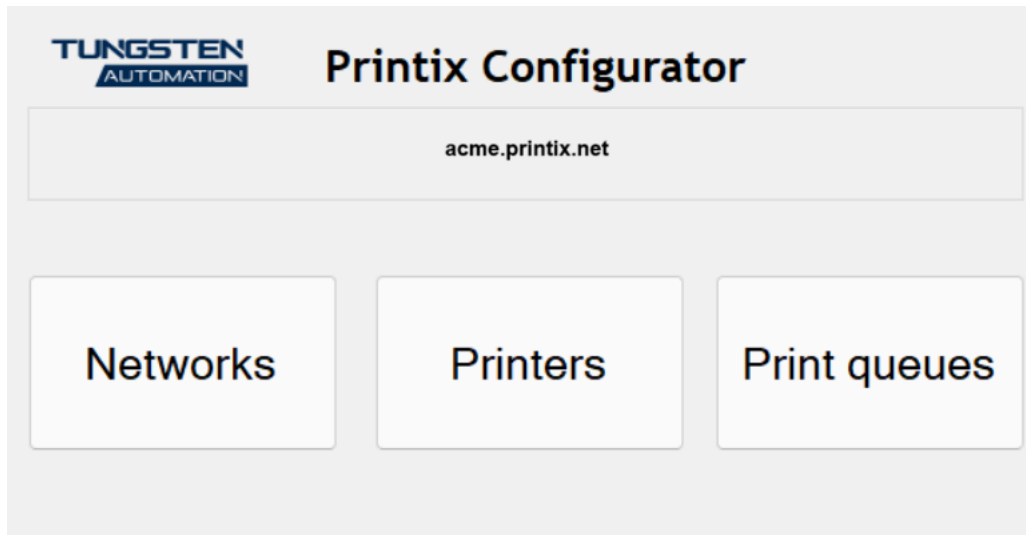 TUNGSTEN
AUTOMATION
Printix Configurator
acme.printix.net
Networks
Printers
Print queues